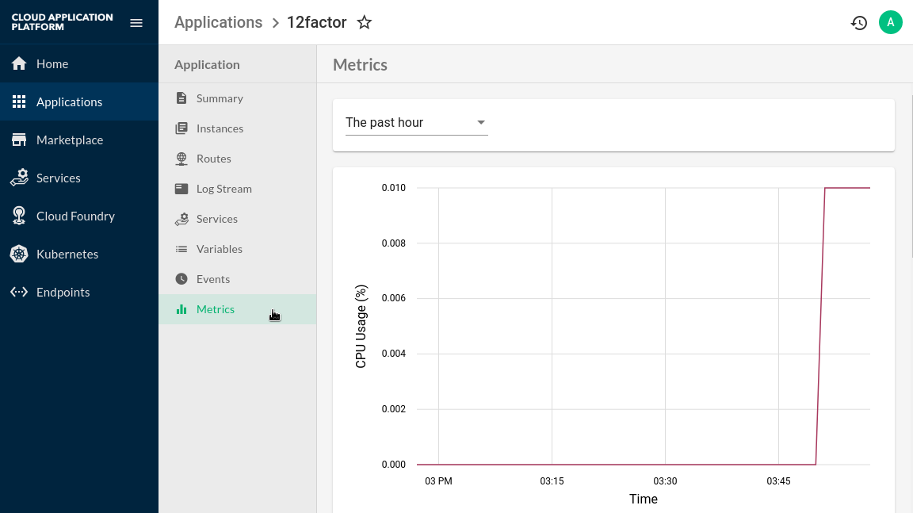 CLOUD APPLICATION
PLATFORM
Home
Applications
Marketplace
Services
Cloud Foundry
Kubernetes
Endpoints
Applications > 12factor
A
Application
Summary
Instances
Routes
Log Stream
Services
Variables
Events
Metrics
Metrics
The past hour
0.010
0.008
0.006
0.004
0.002
0.000
CPU Usage (%)
03 PM 03:15 03:30 03:45
Time